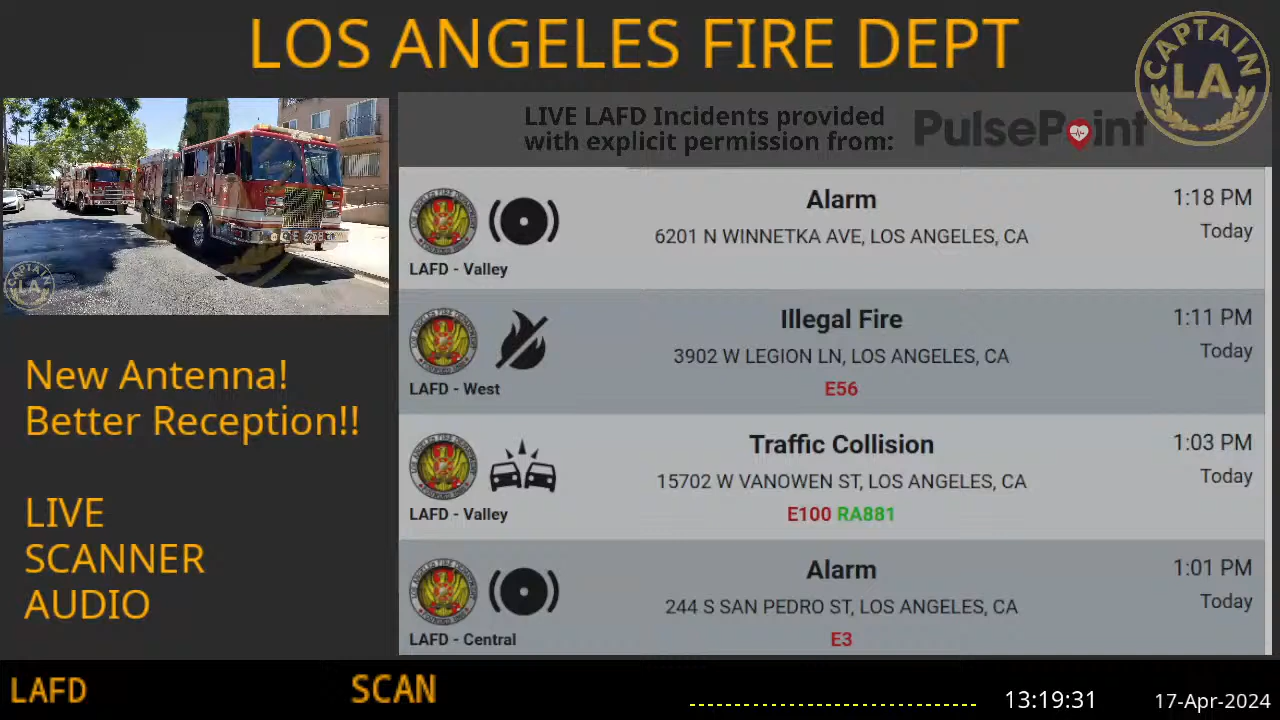 LOS ANGELES FIRE DEPT
CAPTAIN
LA
LIVE LAFD Incidents provided
with explicit permission from:
PulsePoint
Alarm
1:18 PM
6201 N WINNETKA AVE, LOS ANGELES, CA
Today
LAFD - Valley
Illegal Fire
1:11 PM
3902 W LEGION LN, LOS ANGELES, CA
Today
LAFD - West
E56
Traffic Collision
1:03 PM
15702 W VANOWEN ST, LOS ANGELES, CA
Today
LAFD - Valley
E100 RA881
Alarm
1:01 PM
244 S SAN PEDRO ST, LOS ANGELES, CA
Today
LAFD - Central
E3
CAPTAIN
LA
New Antenna!
Better Reception!!
LIVE
SCANNER
AUDIO
LAFD
SCAN
13:19:31
17-Apr-2024